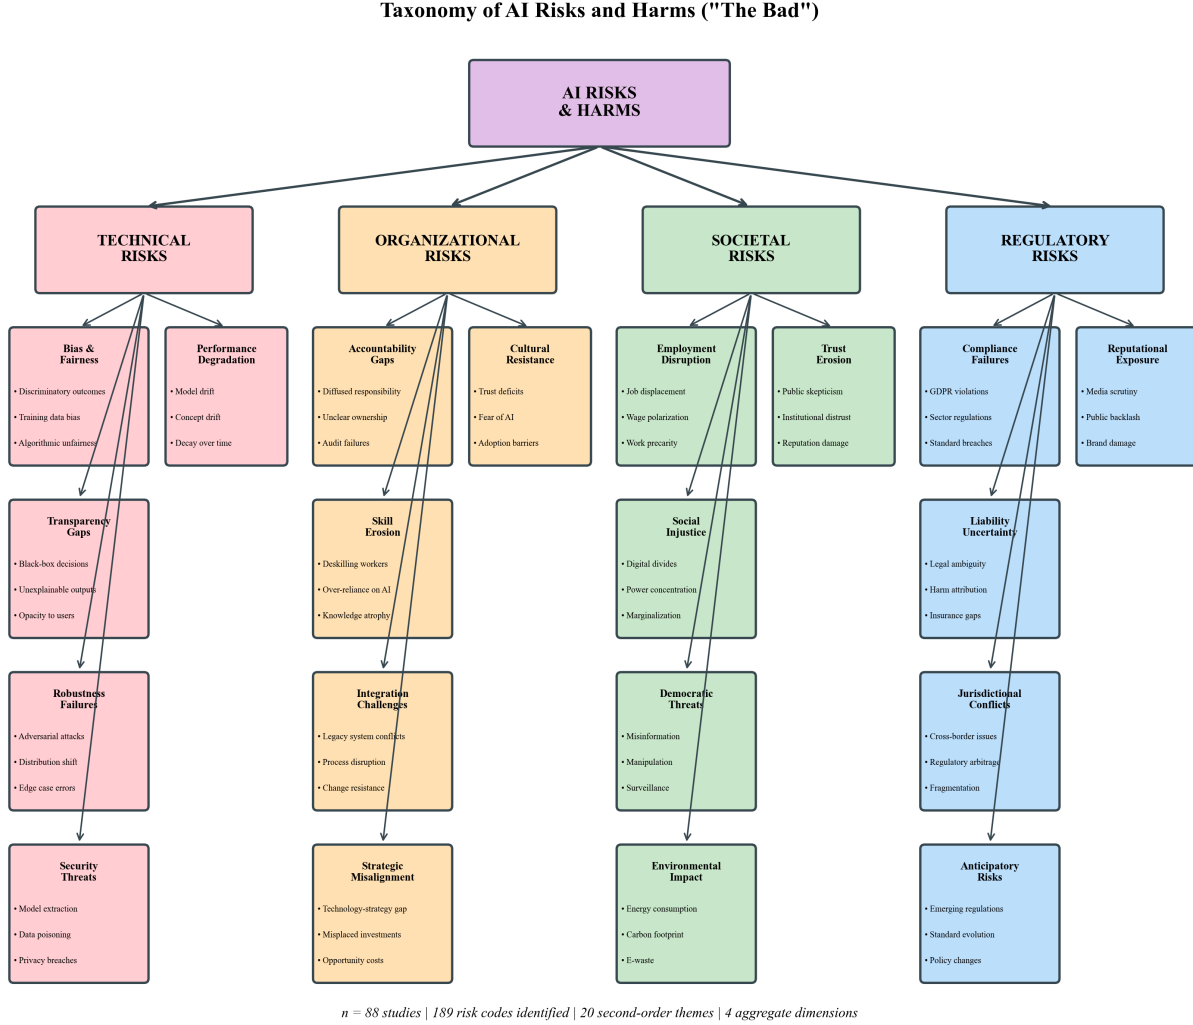 Taxonomy of AI Risks and Harms ("The Bad")
AI RISKS
& HARMS
TECHNICAL
RISKS
ORGANIZATIONAL
RISKS
SOCIETAL
RISKS
REGULATORY
RISKS
Bias &
Fairness
• Discriminatory outcomes
• Training data bias
• Algorithmic unfairness
Performance
Degradation
• Model drift
• Concept drift
• Decay over time
Accountability
Gaps
• Diffused responsibility
• Unclear ownership
• Audit failures
Cultural
Resistance
• Trust deficits
• Fear of AI
• Adoption barriers
Employment
Disruption
• Job displacement
• Wage polarization
• Work precarity
Trust
Erosion
• Public skepticism
• Institutional distrust
• Reputation damage
Compliance
Failures
• GDPR violations
• Sector regulations
• Standard breaches
Reputational
Exposure
• Media scrutiny
• Public backlash
• Brand damage
Transparency
Gaps
• Black-box decisions
• Unexplainable outputs
• Opacity to users
Skill
Erosion
• Deskilling workers
• Over-reliance on AI
• Knowledge atrophy
Social
Injustice
• Digital divides
• Power concentration
• Marginalization
Liability
Uncertainty
• Legal ambiguity
• Harm attribution
• Insurance gaps
Robustness
Failures
• Adversarial attacks
• Distribution shift
• Edge case errors
Integration
Challenges
• Legacy system conflicts
• Process disruption
• Change resistance
Democratic
Threats
• Misinformation
• Manipulation
• Surveillance
Jurisdictional
Conflicts
• Cross-border issues
• Regulatory arbitrage
• Fragmentation
Security
Threats
• Model extraction
• Data poisoning
• Privacy breaches
Strategic
Misalignment
• Technology-strategy gap
• Misplaced investments
• Opportunity costs
Environmental
Impact
• Energy consumption
• Carbon footprint
• E-waste
Anticipatory
Risks
• Emerging regulations
• Standard evolution
• Policy changes
n = 88 studies | 189 risk codes identified | 20 second-order themes | 4 aggregate dimensions